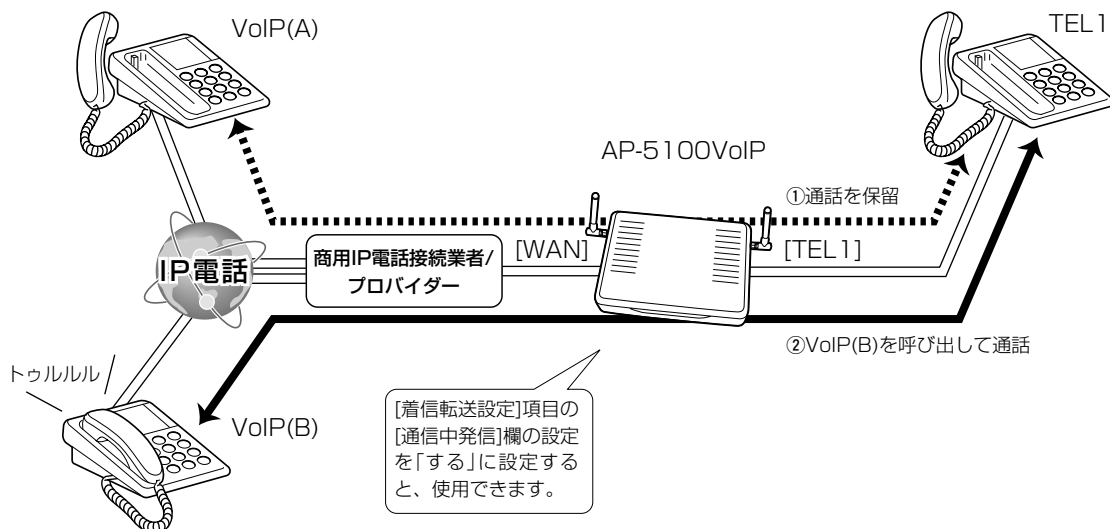 VoIP(A)
TEL1
AP-5100VoIP
①通話を保留
IP電話
商用IP電話接続業者/
プロバイダー
[WAN]
[TEL1]
②VoIP(B)を呼び出して通話
トゥルルル
VoIP(B)
[着信転送設定]項目の
[通信中発信]欄の設定
を「する」に設定する
と、使用できます。